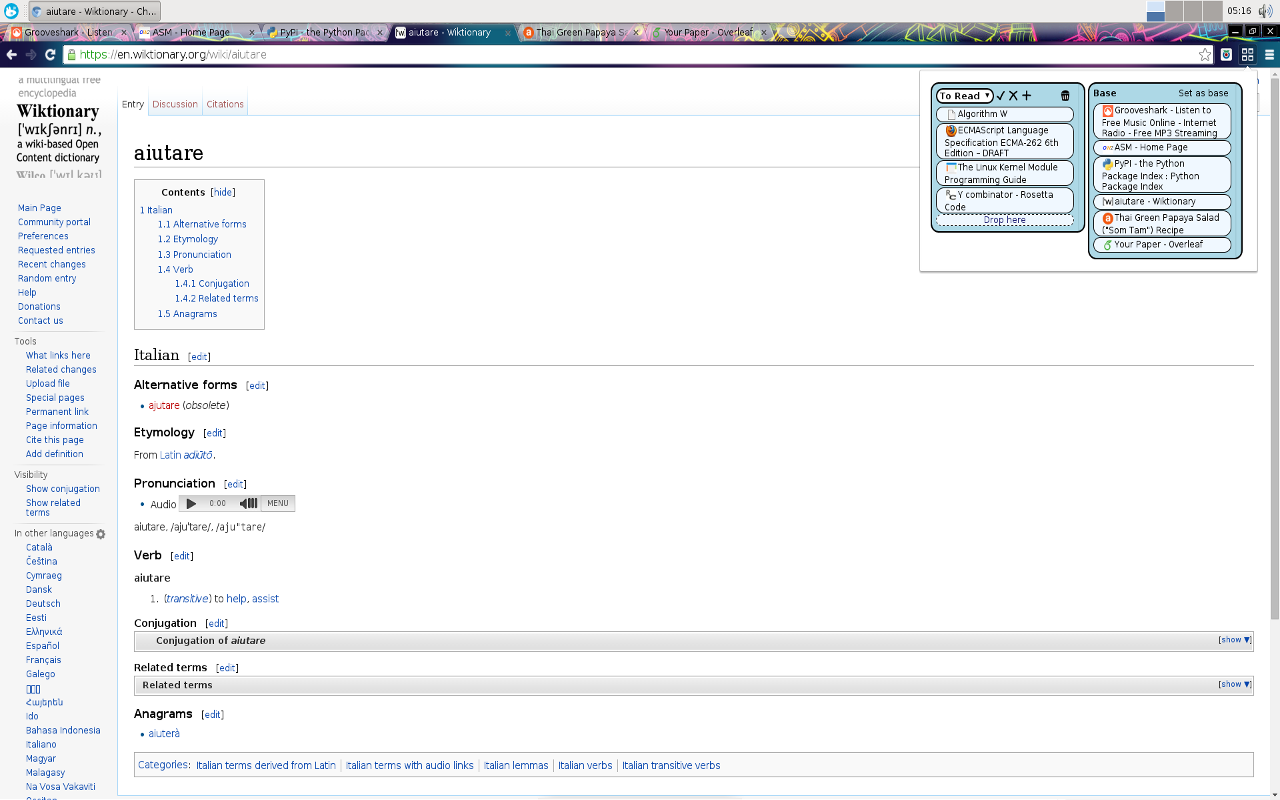 aiutare - Wiktionary - Ch...
05:16
Grooveshark - Listen
ASM - Home Page
PyPI - the Python Pac
aiutare - Wiktionary
Thai Green Papaya S
Your Paper - Overleaf
https://en.wiktionary.org/wiki/aiutare
a multilingual free
encyclopedia
Wiktionary
['wɪkʃənrɪ] n.,
a wiki-based Open
Content dictionary
Wilco ['wɪl kəʊ]
Main Page
Community portal
Preferences
Requested entries
Recent changes
Random entry
Help
Donations
Contact us
Tools
What links here
Related changes
Upload file
Special pages
Permanent link
Page information
Cite this page
Add definition
Visibility
Show conjugation
Show related
terms
In other languages
Català
Čeština
Cymraeg
Dansk
Deutsch
Eesti
Ελληνικά
Español
Français
Galego
Հայերեն
Ido
Bahasa Indonesia
Italiano
Magyar
Malagasy
Na Vosa Vakaviti
Occitan
Entry
Discussion
Citations
aiutare
Contents [hide]
1 Italian
1.1 Alternative forms
1.2 Etymology
1.3 Pronunciation
1.4 Verb
1.4.1 Conjugation
1.4.2 Related terms
1.5 Anagrams
Italian [edit]
Alternative forms [edit]
• ajutare (obsolete)
Etymology [edit]
From Latin adiūtō.
Pronunciation [edit]
• Audio 0:00 MENU
aiutare, /aju'tare/, /aju"tare/
Verb [edit]
aiutare
1. (transitive) to help, assist
Conjugation [edit]
Conjugation of aiutare [show ▼]
Related terms [edit]
Related terms [show ▼]
Anagrams [edit]
• aiuterà
Categories: Italian terms derived from Latin | Italian terms with audio links | Italian lemmas | Italian verbs | Italian transitive verbs
To Read ▼
Algorithm W
ECMAScript Language
Specification ECMA-262 6th
Edition – DRAFT
The Linux Kernel Module
Programming Guide
Y combinator - Rosetta
Code
Drop here
Base Set as base
Grooveshark - Listen to
Free Music Online - Internet
Radio - Free MP3 Streaming
ASM - Home Page
PyPI - the Python
Package Index : Python
Package Index
[w] aiutare - Wiktionary
Thai Green Papaya Salad
("Som Tam") Recipe
Your Paper - Overleaf